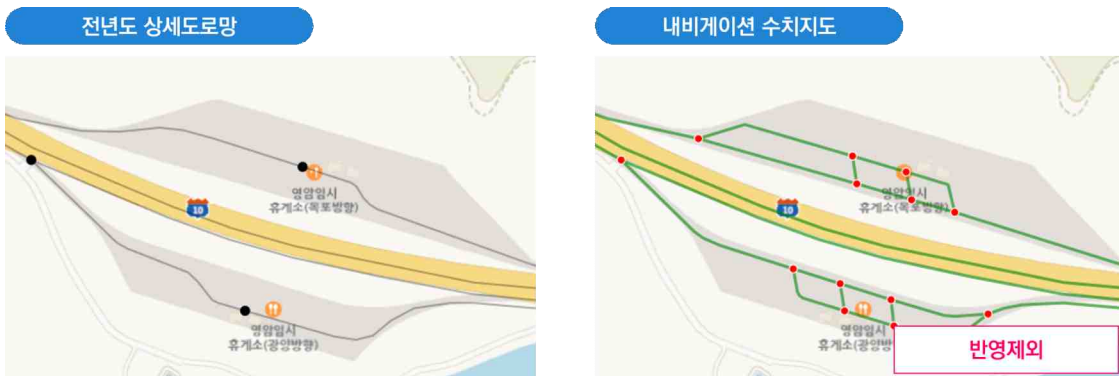 전년도 상세도로망
내비게이션 수치지도
영암임시
휴게소(목포방향)
10
영암임시
휴게소(광양방향)
영암임시
휴게소(목포방향)
10
영암임시
휴게소(광양방
반영제외